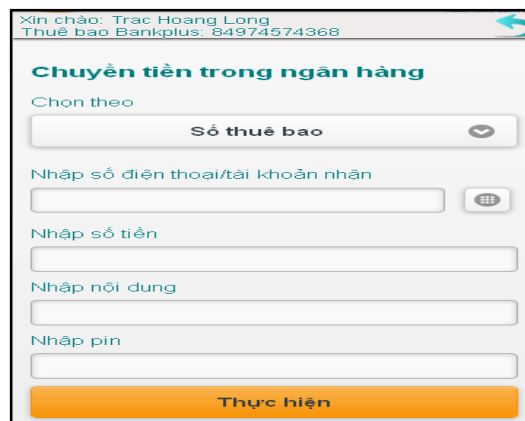 Xin chào: Trac Hoang Long
Thuê bao Bankplus: 84974574368
Chuyển tiền trong ngân hàng
Chọn theo
Số thuê bao
Nhập số điện thoại/tài khoản nhận
Nhập số tiền
Nhập nội dung
Nhập pin
Thực hiện